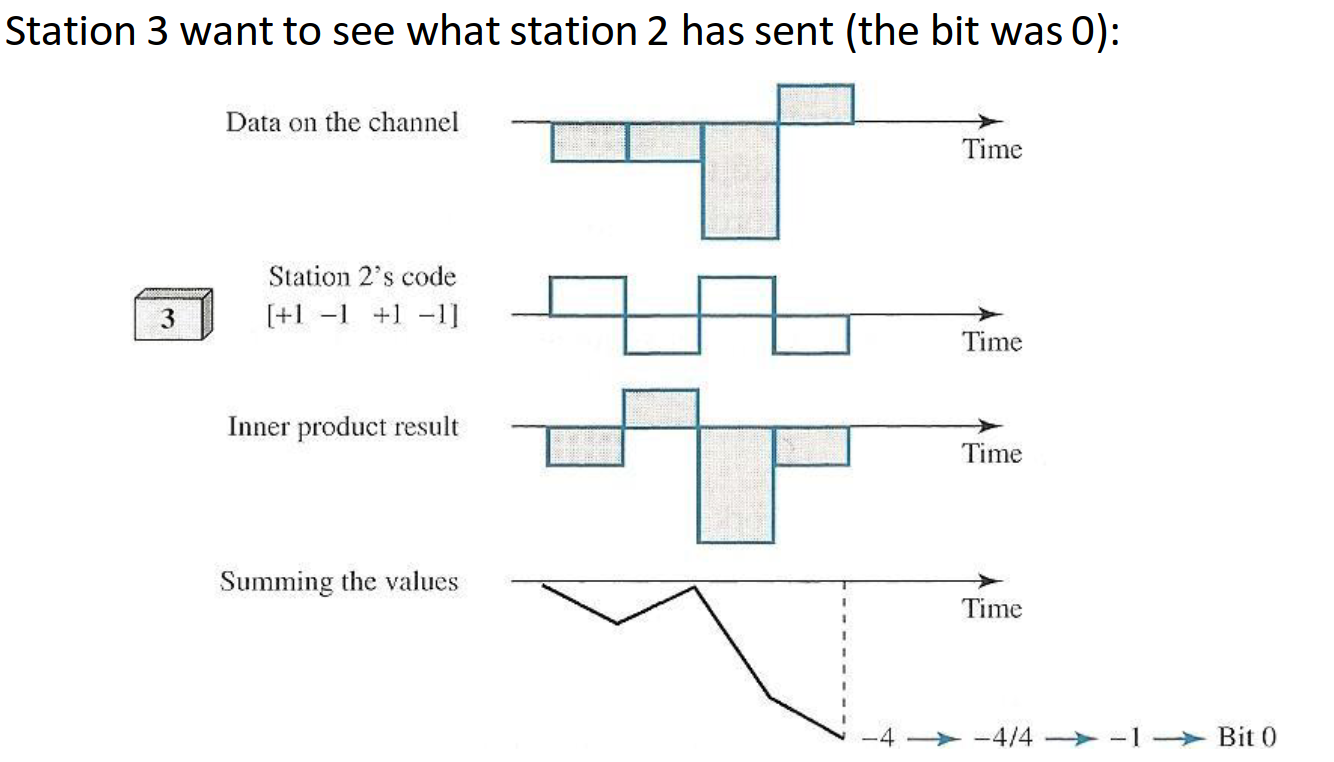 Station 3 want to see what station 2 has sent (the bit was 0):
Data on the channel
Time
Station 2's code
[+1 −1 +1 −1]
3
Time
Inner product result
Time
Summing the values
Time
−4 → −4/4 → −1 → Bit 0